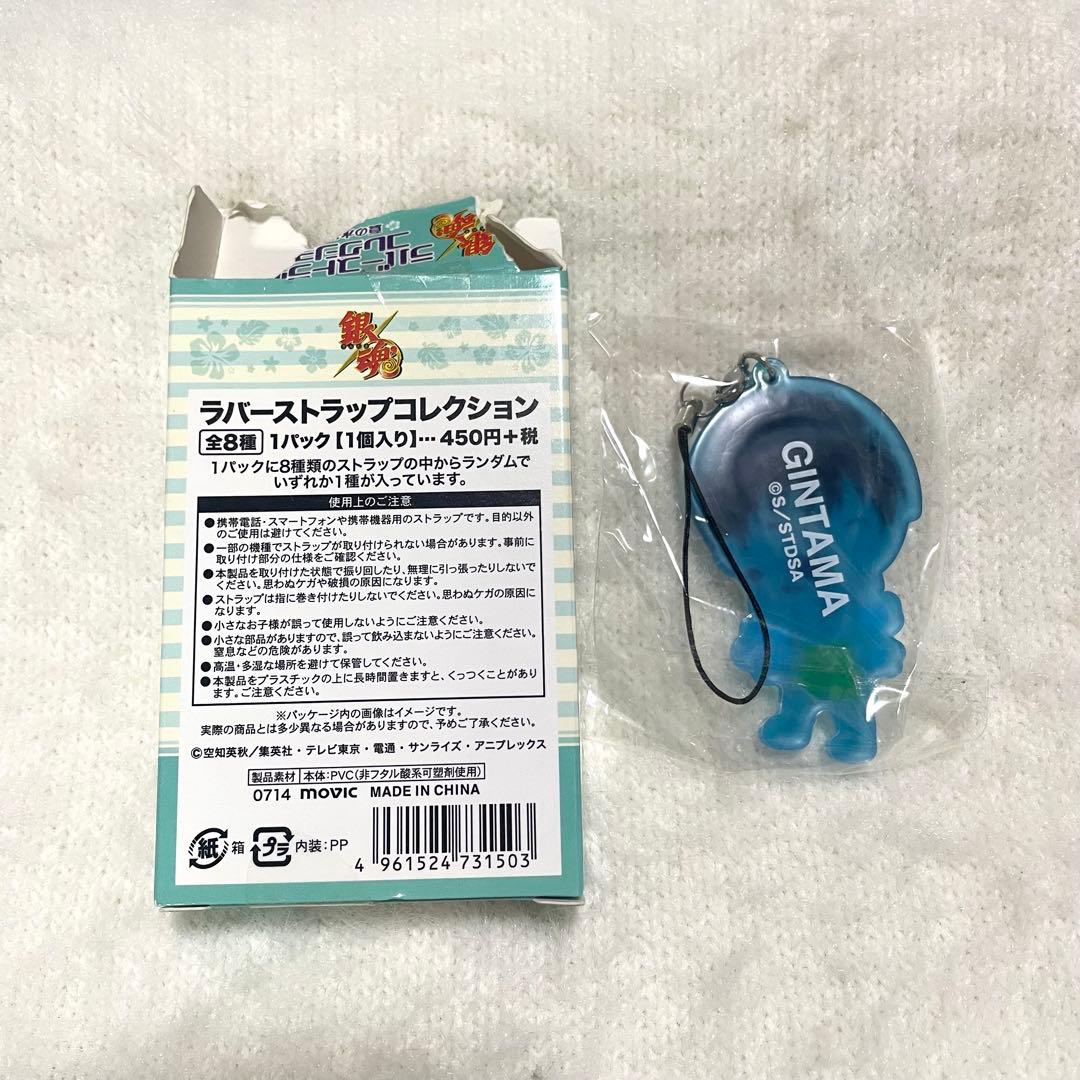 銀魂
ラバーストラップ
コレクション
夏の水
銀魂
ラバーストラップコレクション
全8種 1パック【1個入り】…450円+税
1パックに8種類のストラップの中からランダムで
いずれか1種が入っています。
使用上のご注意
●携帯電話・スマートフォンや携帯機器用のストラップです。目的以外
のご使用は避けてください。
●一部の機種でストラップが取り付けられない場合があります。事前に
取り付け部分の仕様をご確認ください。
●本製品を取り付けた状態で振り回したり、無理に引っ張ったりしないで
ください。思わぬケガや破損の原因になります。
●ストラップは指に巻き付けたりしないでください。思わぬケガの原因に
なります。
●小さなお子様が誤って使用しないようにご注意ください。
●小さな部品がありますので、誤って飲み込まないようにご注意ください。
窒息などの危険があります。
●高温・多湿な場所を避けて保管してください。
●本製品をプラスチックの上に長時間置きますと、くっつくことがあり
ます。ご注意ください。
※パッケージ内の画像はイメージです。
実際の商品とは多少異なる場合がありますので、予めご了承ください。
©空知英秋/集英社・テレビ東京・電通・サンライズ・アニプレックス
製品素材 本体:PVC(非フタル酸系可塑剤使用)
0714 movic MADE IN CHINA
紙 箱 プラ 内装:PP
4 961524 731503
GINTAMA
©S/STDSA